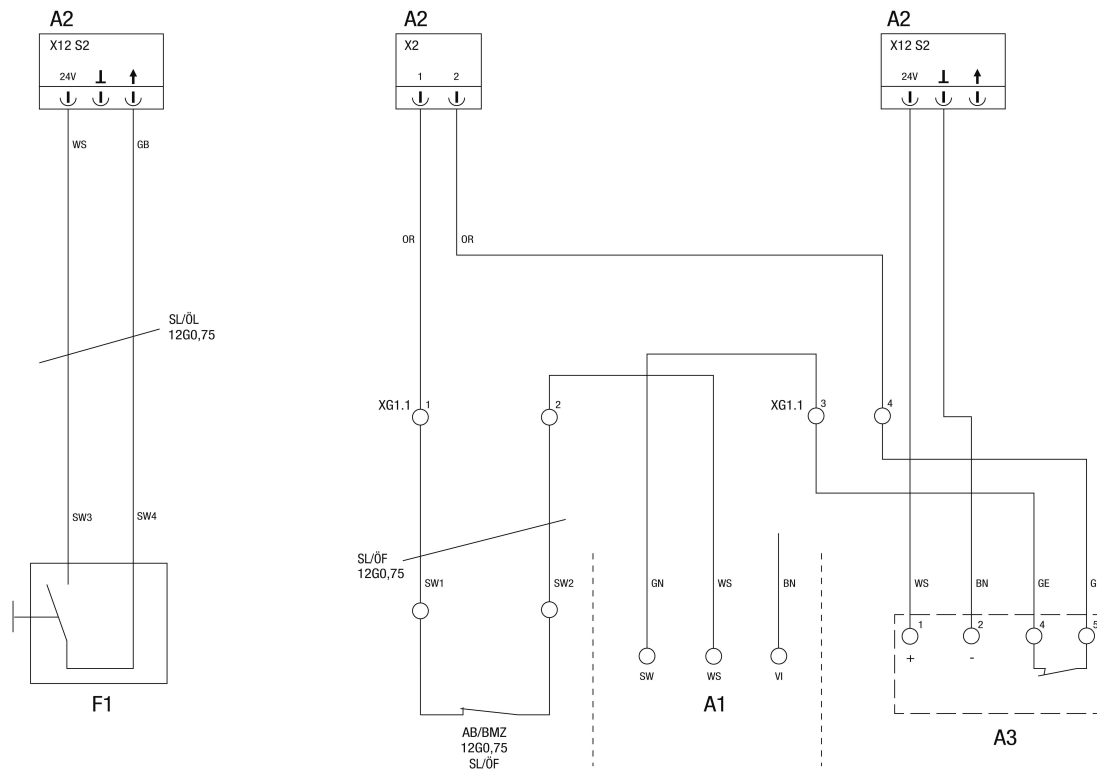 A2
X12 S2
24V
WS
GB
SL/ÖL
12G0,75
SW3
SW4
F1
A2
X2
1
2
OR
OR
XG1.1
1
2
SL/ÖF
12G0,75
SW1
SW2
AB/BMZ
12G0,75
SL/ÖF
GN
WS
BN
SW
WS
VI
A1
A2
X12 S2
24V
XG1.1
3
4
WS
BN
GE
1
2
4
5
+
-
A3